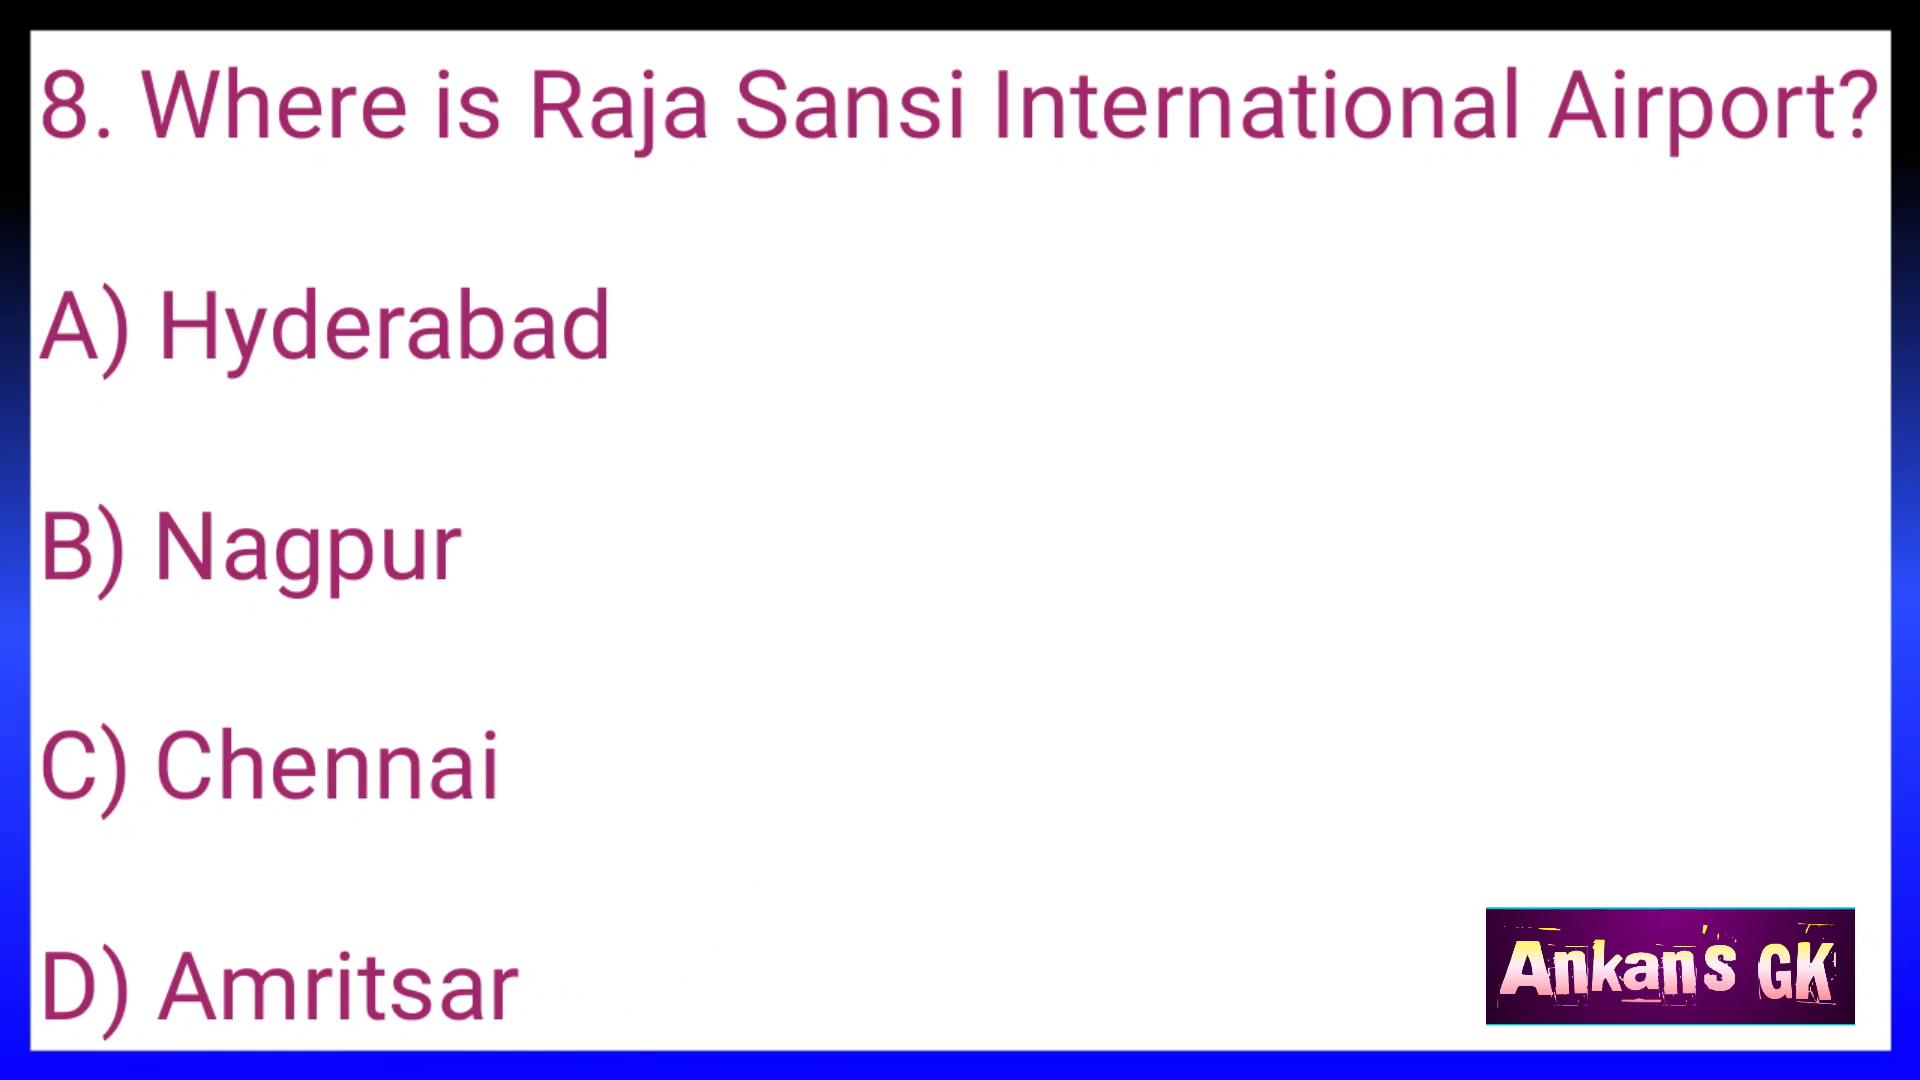 8. Where is Raja Sansi International Airport?
A) Hyderabad
B) Nagpur
C) Chennai
D) Amritsar
Ankan's GK